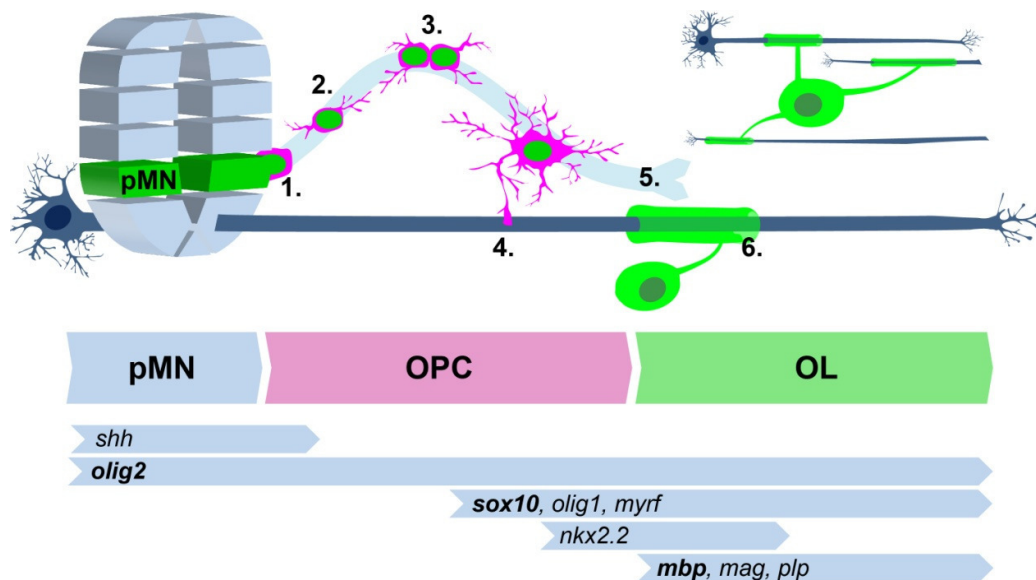 3.
2.
pMN
1.
5.
4.
6.
pMN OPC OL
shh
olig2
sox10, olig1, myrf
nkx2.2
mbp, mag, plp